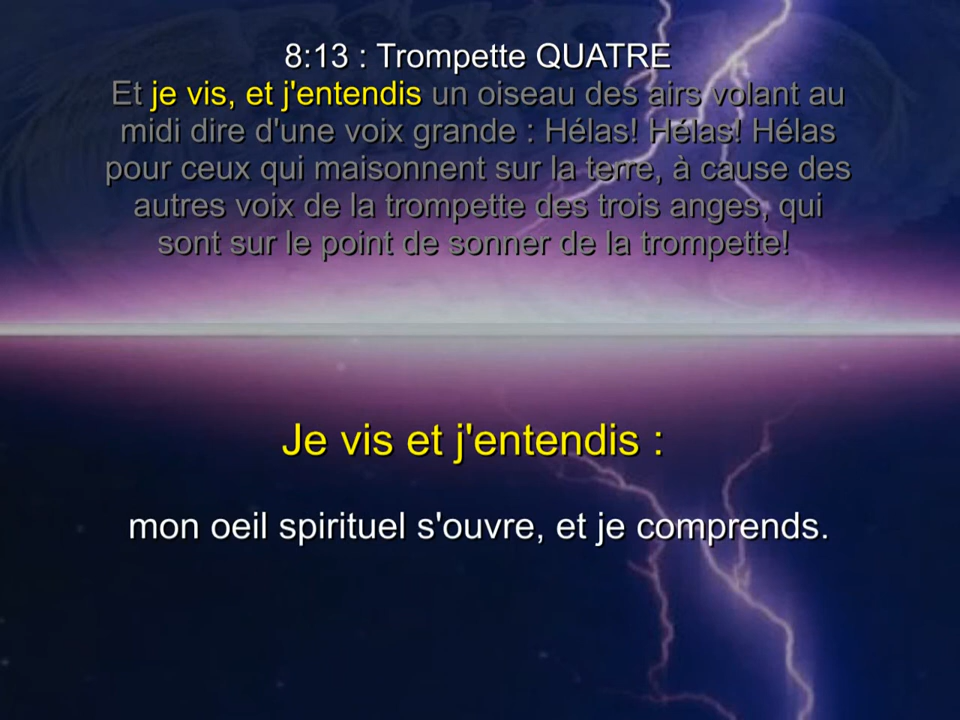 8:13 : Trompette QUATRE
Et je vis, et j'entendis un oiseau des airs volant au
midi dire d'une voix grande : Hélas! Hélas! Hélas
pour ceux qui maisonnent sur la terre, à cause des
autres voix de la trompette des trois anges, qui
sont sur le point de sonner de la trompette!
Je vis et j'entendis :
mon oeil spirituel s'ouvre, et je comprends.